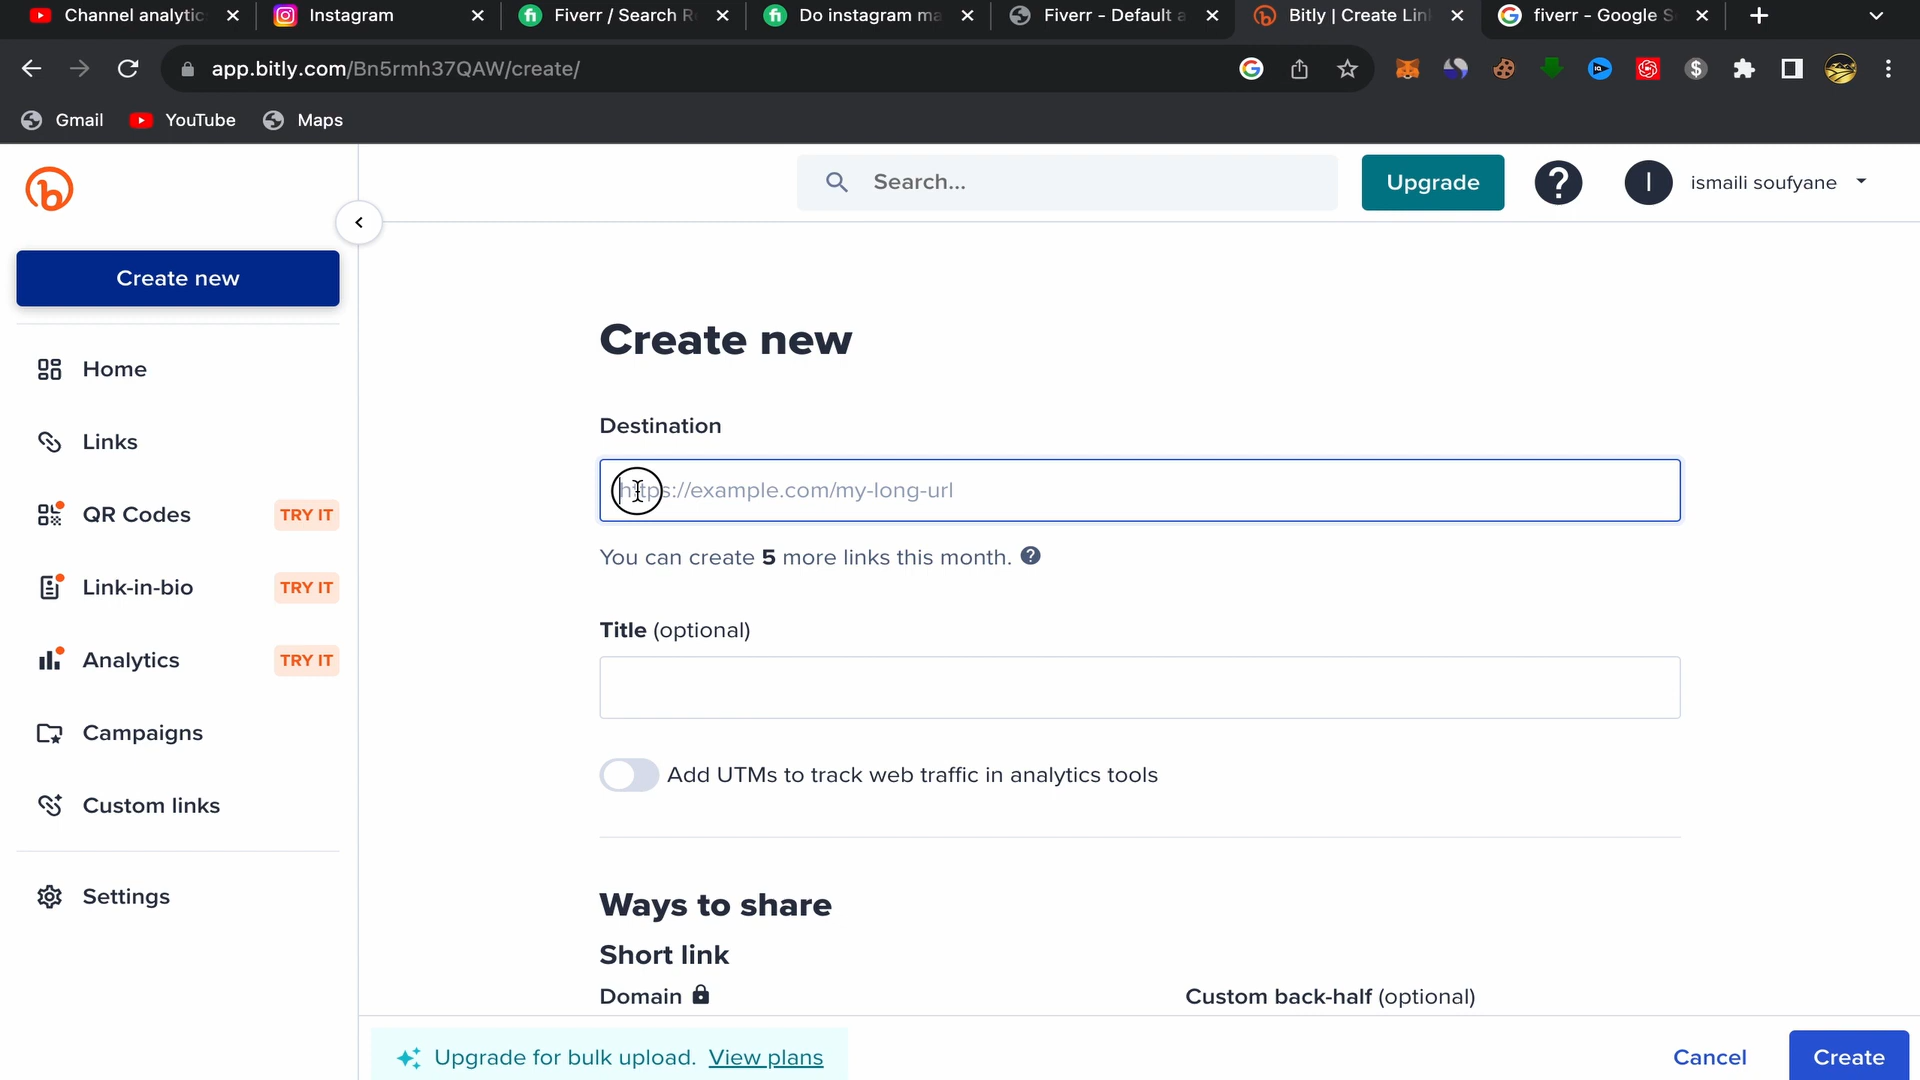 Channel analytic
Instagram
Fiverr / Search R
Do instagram ma
Fiverr - Default a
Bitly | Create Lin
fiverr - Google S
app.bitly.com/Bn5rmh37QAW/create/
Gmail
YouTube
Maps
Search...
Upgrade
?
I
ismaili soufyane
Create new
Home
Links
QR Codes
TRY IT
Link-in-bio
TRY IT
Analytics
TRY IT
Campaigns
Custom links
Settings
Create new
Destination
https://example.com/my-long-url
You can create 5 more links this month. ?
Title (optional)
Add UTMs to track web traffic in analytics tools
Ways to share
Short link
Domain
Custom back-half (optional)
Upgrade for bulk upload. View plans
Cancel
Create